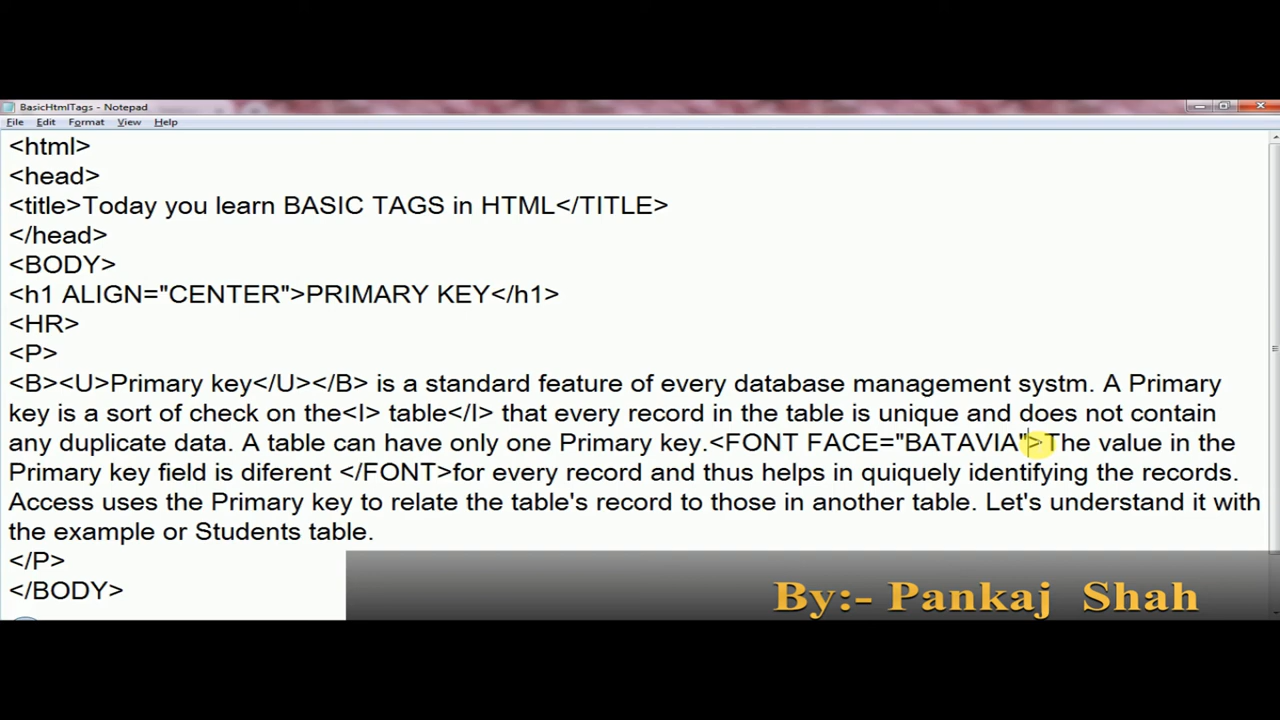 BasicHtmlTags - Notepad
File Edit Format View Help
<html>
<head>
<title>Today you learn BASIC TAGS in HTML</TITLE>
</head>
<BODY>
<h1 ALIGN="CENTER">PRIMARY KEY</h1>
<HR>
<P>
<B><U>Primary key</U></B> is a standard feature of every database management systm. A Primary
key is a sort of check on the<I> table</I> that every record in the table is unique and does not contain
any duplicate data. A table can have only one Primary key.<FONT FACE="BATAVIA"> The value in the
Primary key field is diferent </FONT>for every record and thus helps in quiquely identifying the records.
Access uses the Primary key to relate the table's record to those in another table. Let's understand it with
the example or Students table.
</P>
</BODY>
By:- Pankaj Shah